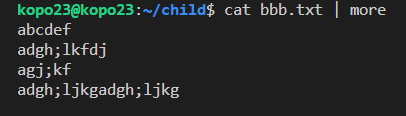 kopo23@kopo23:~/child$ cat bbb.txt | more
abcdef
adgh;lkfdj
agj;kf
adgh;ljkgadgh;ljkg